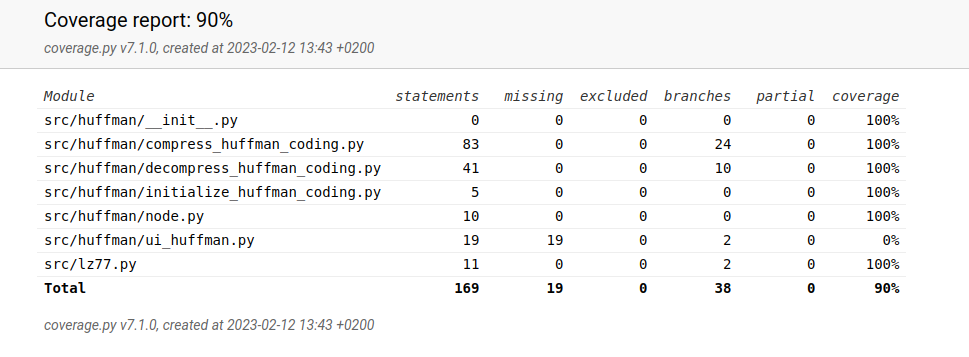 Coverage report: 90%
coverage.py v7.1.0, created at 2023-02-12 13:43 +0200
Module statements missing excluded branches partial coverage
src/huffman/__init__.py 0 0 0 0 0 100%
src/huffman/compress_huffman_coding.py 83 0 0 24 0 100%
src/huffman/decompress_huffman_coding.py 41 0 0 10 0 100%
src/huffman/initialize_huffman_coding.py 5 0 0 0 0 100%
src/huffman/node.py 10 0 0 0 0 100%
src/huffman/ui_huffman.py 19 19 0 2 0 0%
src/lz77.py 11 0 0 2 0 100%
Total 169 19 0 38 0 90%
coverage.py v7.1.0, created at 2023-02-12 13:43 +0200